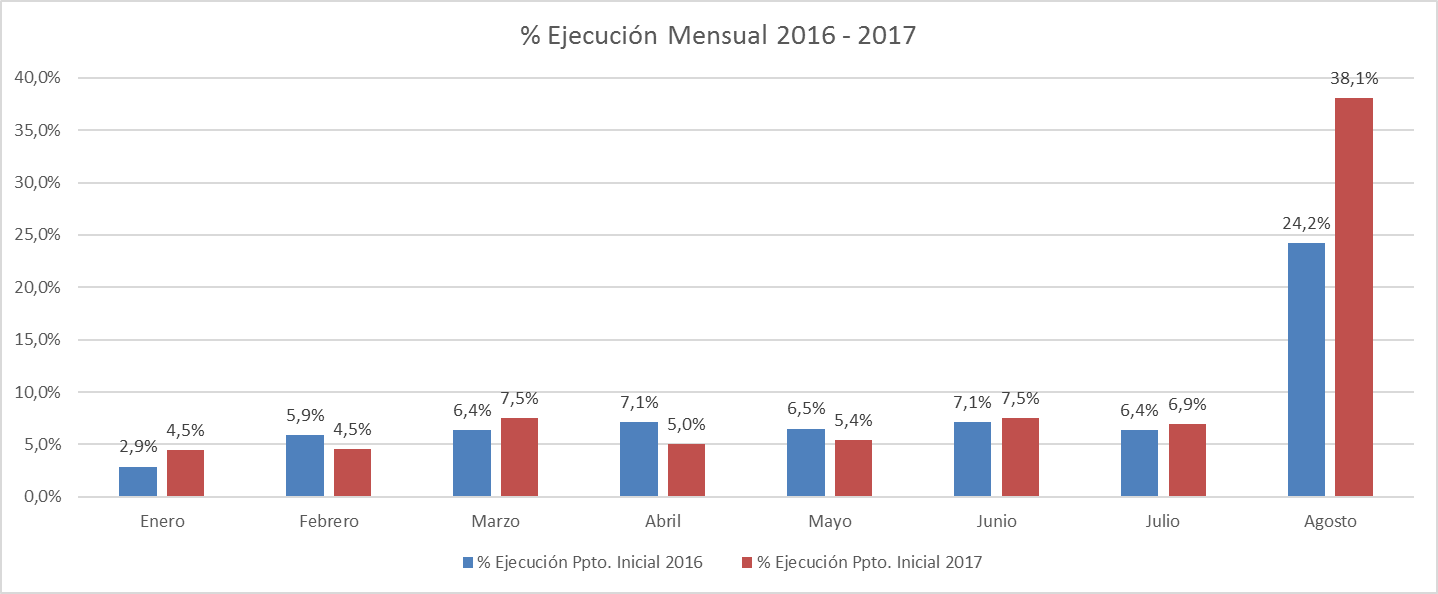 % Ejecución Mensual 2016 - 2017
40,0%
35,0%
30,0%
25,0%
20,0%
15,0%
10,0%
5,0%
0,0%
2,9%
4,5%
5,9%
4,5%
6,4%
7,5%
7,1%
5,0%
6,5%
5,4%
7,1%
7,5%
6,4%
6,9%
24,2%
38,1%
Enero
Febrero
Marzo
Abril
Mayo
Junio
Julio
Agosto
% Ejecución Ppto. Inicial 2016
% Ejecución Ppto. Inicial 2017